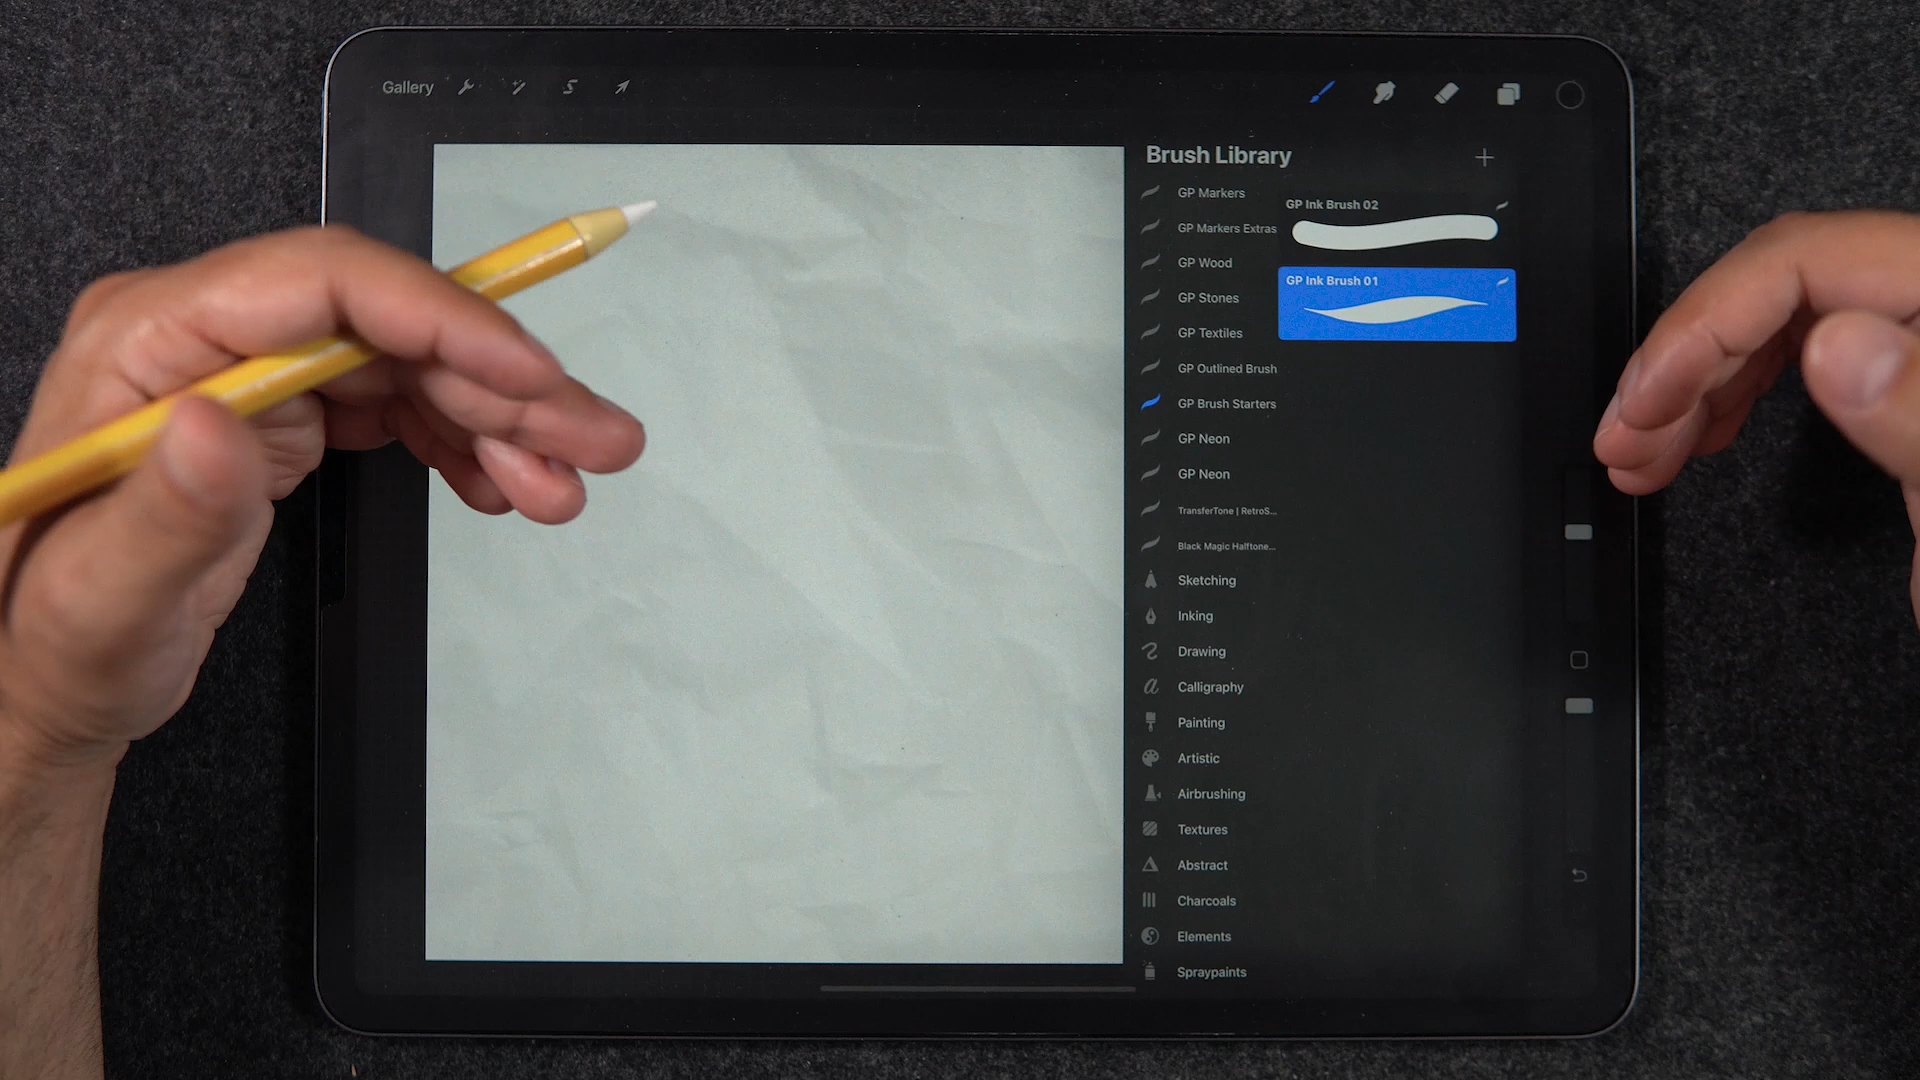 Gallery
Brush Library
GP Markers
GP Markers Extras
GP Wood
GP Stones
GP Textiles
GP Outlined Brush
GP Brush Starters
GP Neon
GP Neon
TransferTone | RetroS...
Black Magic Halftone...
Sketching
Inking
Drawing
Calligraphy
Painting
Artistic
Airbrushing
Textures
Abstract
Charcoals
Elements
Spraypaints
GP Ink Brush 02
GP Ink Brush 01